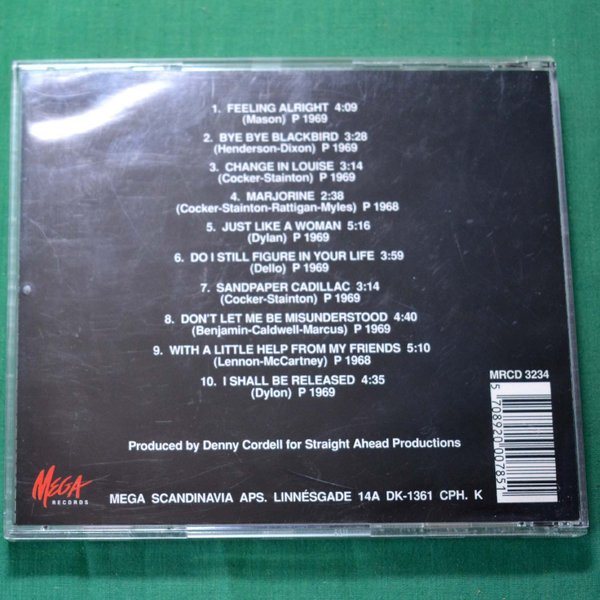 1. FEELING ALRIGHT 4:09
(Mason) P 1969
2. BYE BYE BLACKBIRD 3:28
(Henderson-Dixon) P 1969
3. CHANGE IN LOUISE 3:14
(Cocker-Stainton) P 1969
4. MARJORINE 2:38
(Cocker-Stainton-Rattigan-Myles) P 1968
5. JUST LIKE A WOMAN 5:16
(Dylan) P 1969
6. DO I STILL FIGURE IN YOUR LIFE 3:59
(Dello) P 1969
7. SANDPAPER CADILLAC 3:14
(Cocker-Stainton) P 1969
8. DON'T LET ME BE MISUNDERSTOOD 4:40
(Benjamin-Caldwell-Marcus) P 1969
9. WITH A LITTLE HELP FROM MY FRIENDS 5:10
(Lennon-McCartney) P 1968
10. I SHALL BE RELEASED 4:35
(Dylon) P 1969
MRCD 3234
5 708920 007851
Produced by Denny Cordell for Straight Ahead Productions
MEGA
RECORDS
MEGA SCANDINAVIA APS. LINNÉSGADE 14A DK-1361 CPH. K